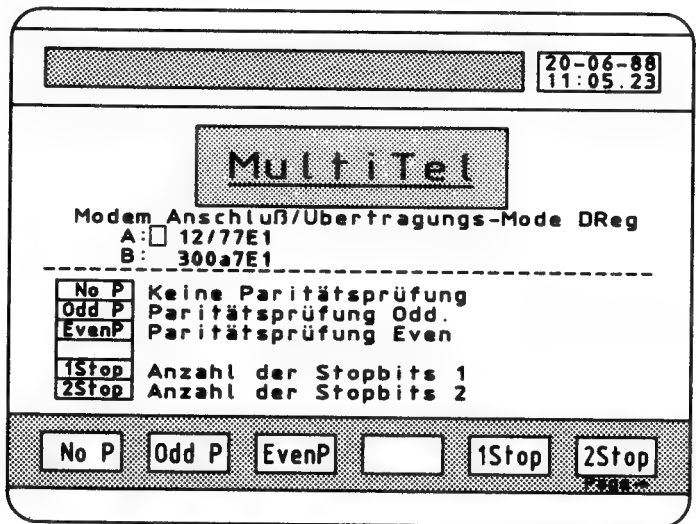 20-06-88
11:05.23
MultiTel
Modem Anschluß/Übertragungs-Mode DReg
A: 12/77E1
B: 300a7E1
No P Keine Paritätsprüfung
Odd P Paritätsprüfung Odd.
EvenP Paritätsprüfung Even
1Stop Anzahl der Stopbits 1
2Stop Anzahl der Stopbits 2
No P Odd P EvenP 1Stop 2Stop
Page→